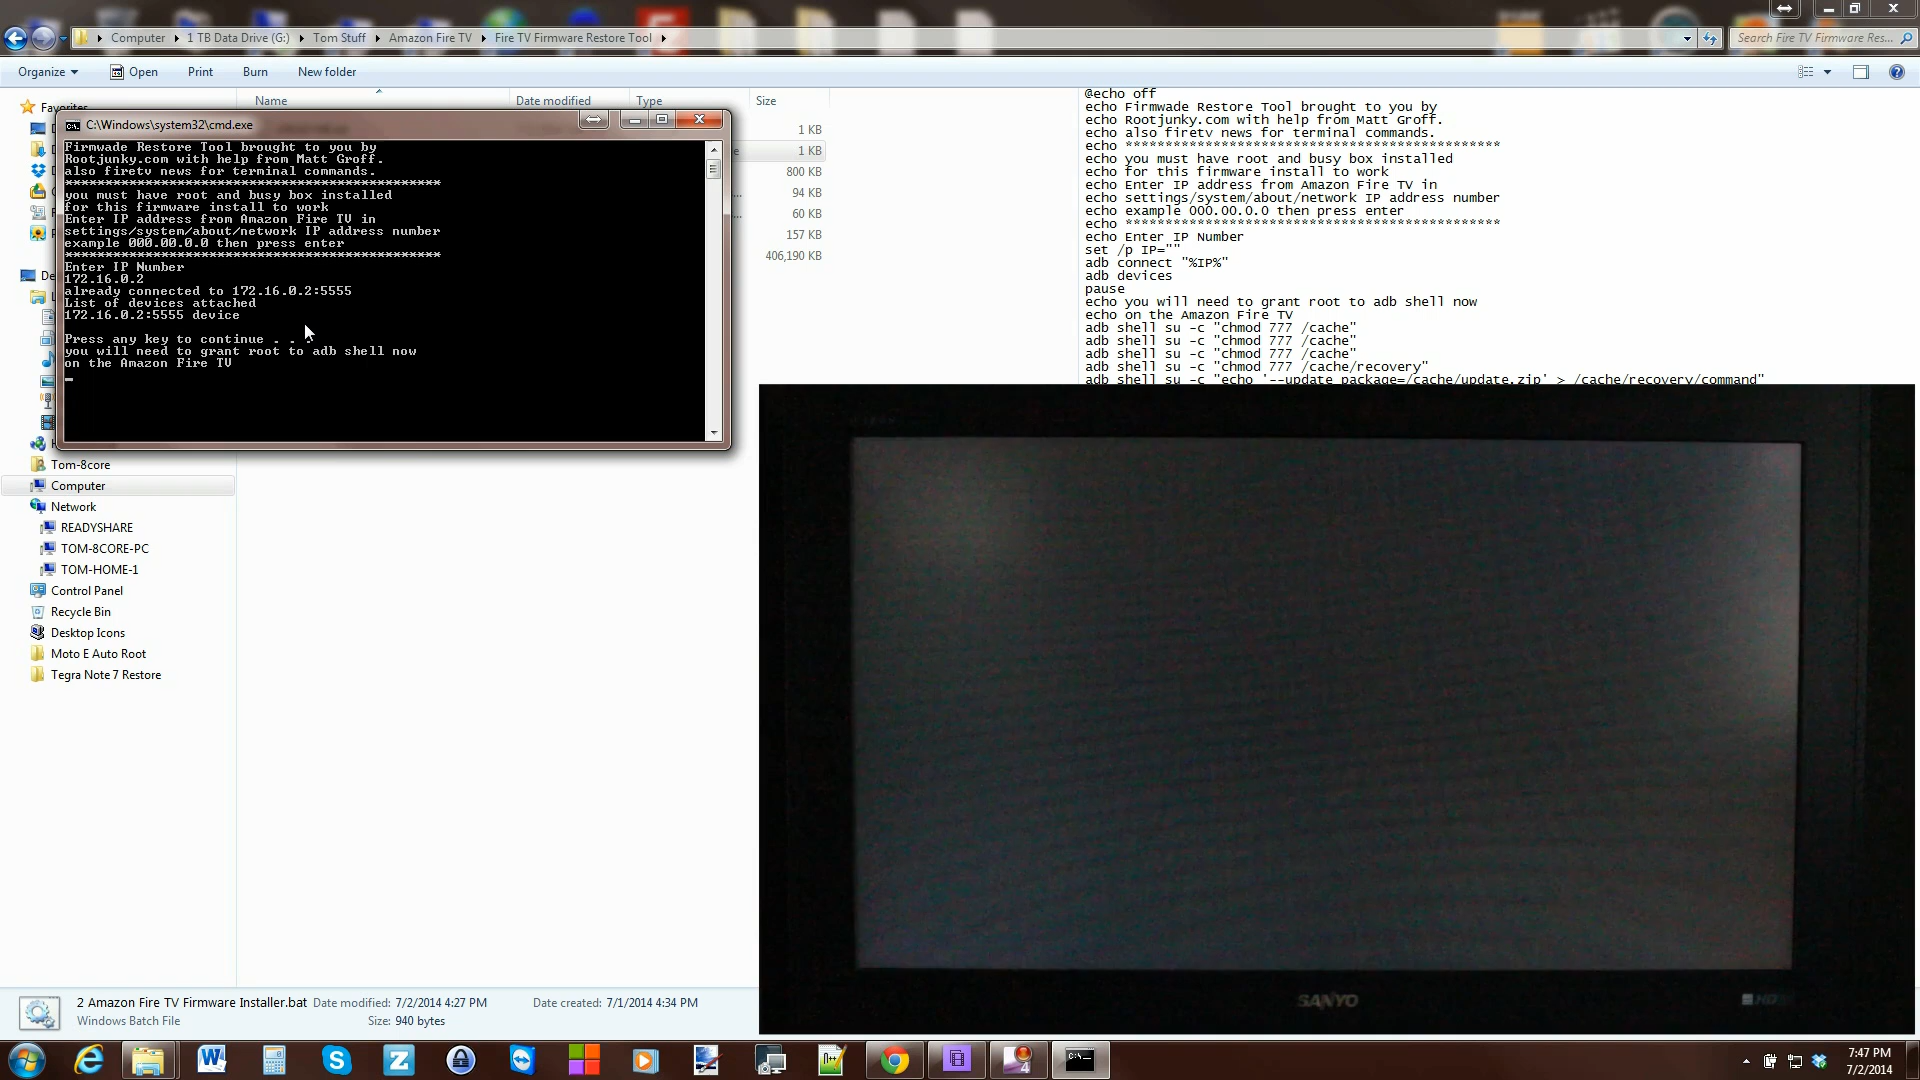 Computer
1 TB Data Drive (G:)
Tom Stuff
Amazon Fire TV
Fire TV Firmware Restore Tool
Search Fire TV Firmware Res...
Organize
Open
Print
Burn
New folder
Favorites
Name
Date modified
Type
Size
1 KB
1 KB
800 KB
94 KB
60 KB
157 KB
406,190 KB
C:\Windows\system32\cmd.exe
Firmwade Restore Tool brought to you by
Rootjunky.com with help from Matt Groff.
also firetv news for terminal commands.
***********************************************
you must have root and busy box installed
for this firmware install to work
Enter IP address from Amazon Fire TV in
settings/system/about/network IP address number
example 000.00.0.0 then press enter
***********************************************
Enter IP Number
172.16.0.2
already connected to 172.16.0.2:5555
List of devices attached
172.16.0.2:5555 device
Press any key to continue . . .
you will need to grant root to adb shell now
on the Amazon Fire TV
@echo off
echo Firmwade Restore Tool brought to you by
echo Rootjunky.com with help from Matt Groff.
echo also firetv news for terminal commands.
echo ***********************************************
echo you must have root and busy box installed
echo for this firmware install to work
echo Enter IP address from Amazon Fire TV in
echo settings/system/about/network IP address number
echo example 000.00.0.0 then press enter
echo ***********************************************
echo Enter IP Number
set /p IP=""
adb connect "%IP%"
adb devices
pause
echo you will need to grant root to adb shell now
echo on the Amazon Fire TV
adb shell su -c "chmod 777 /cache"
adb shell su -c "chmod 777 /cache"
adb shell su -c "chmod 777 /cache"
adb shell su -c "chmod 777 /cache/recovery"
adb shell su -c "echo '--update_package=/cache/update.zip' > /cache/recovery/command"
Tom-8core
Computer
Network
READYSHARE
TOM-8CORE-PC
TOM-HOME-1
Control Panel
Recycle Bin
Desktop Icons
Moto E Auto Root
Tegra Note 7 Restore
SANYO
2 Amazon Fire TV Firmware Installer.bat
Date modified: 7/2/2014 4:27 PM
Date created: 7/1/2014 4:34 PM
Windows Batch File
Size: 940 bytes
7:47 PM
7/2/2014